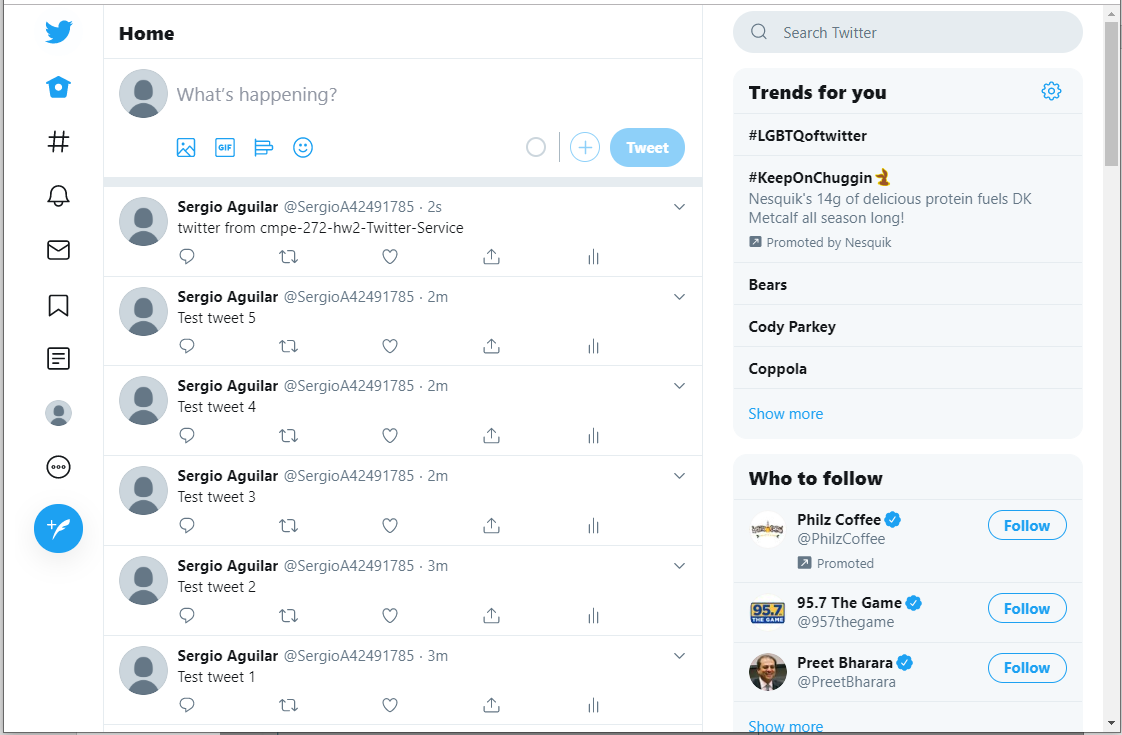 Home
What's happening?
GIF
Tweet
Sergio Aguilar @SergioA42491785 · 2s
twitter from cmpe-272-hw2-Twitter-Service
Sergio Aguilar @SergioA42491785 · 2m
Test tweet 5
Sergio Aguilar @SergioA42491785 · 2m
Test tweet 4
Sergio Aguilar @SergioA42491785 · 2m
Test tweet 3
Sergio Aguilar @SergioA42491785 · 3m
Test tweet 2
Sergio Aguilar @SergioA42491785 · 3m
Test tweet 1
Search Twitter
Trends for you
#LGBTQoftwitter
#KeepOnChuggin
Nesquik's 14g of delicious protein fuels DK
Metcalf all season long!
Promoted by Nesquik
Bears
Cody Parkey
Coppola
Show more
Who to follow
Philz Coffee
@PhilzCoffee
Follow
Promoted
95.7 The Game
@957thegame
Follow
95.7
THE GAME
Preet Bharara
@PreetBharara
Follow
Show more